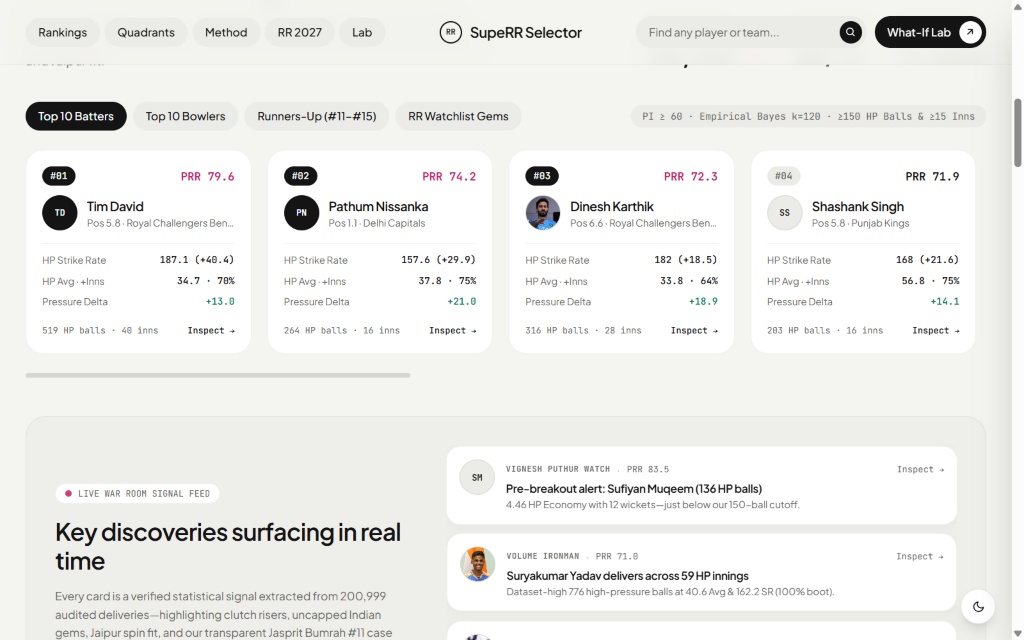 Rankings
Quadrants
Method
RR 2027
Lab
RR
SupeRR Selector
Find any player or team...
What-If Lab
Top 10 Batters
Top 10 Bowlers
Runners-Up (#11–#15)
RR Watchlist Gems
PI ≥ 60 · Empirical Bayes k=120 · ≥150 HP Balls & ≥15 Inns
#01
PRR 79.6
TD
Tim David
Pos 5.8 · Royal Challengers Ben...
HP Strike Rate
187.1 (+40.4)
HP Avg · +Inns
34.7 · 70%
Pressure Delta
+13.0
519 HP balls · 40 inns
Inspect →
#02
PRR 74.2
PN
Pathum Nissanka
Pos 1.1 · Delhi Capitals
HP Strike Rate
157.6 (+29.9)
HP Avg · +Inns
37.8 · 75%
Pressure Delta
+21.0
264 HP balls · 16 inns
Inspect →
#03
PRR 72.3
Dinesh Karthik
Pos 6.6 · Royal Challengers Ben...
HP Strike Rate
182 (+18.5)
HP Avg · +Inns
33.8 · 64%
Pressure Delta
+18.9
316 HP balls · 28 inns
Inspect →
#04
PRR 71.9
SS
Shashank Singh
Pos 5.8 · Punjab Kings
HP Strike Rate
168 (+21.6)
HP Avg · +Inns
56.8 · 75%
Pressure Delta
+14.1
203 HP balls · 16 inns
Inspect →
LIVE WAR ROOM SIGNAL FEED
Key discoveries surfacing in real
time
Every card is a verified statistical signal extracted from 200,999
audited deliveries—highlighting clutch risers, uncapped Indian
gems, Jaipur spin fit, and our transparent Jasprit Bumrah #11 case
SM
VIGNESH PUTHUR WATCH · PRR 83.5
Inspect →
Pre-breakout alert: Sufiyan Muqeem (136 HP balls)
4.46 HP Economy with 12 wickets—just below our 150-ball cutoff.
VOLUME IRONMAN · PRR 71.0
Inspect →
Suryakumar Yadav delivers across 59 HP innings
Dataset-high 776 high-pressure balls at 40.6 Avg & 162.2 SR (100% boot).